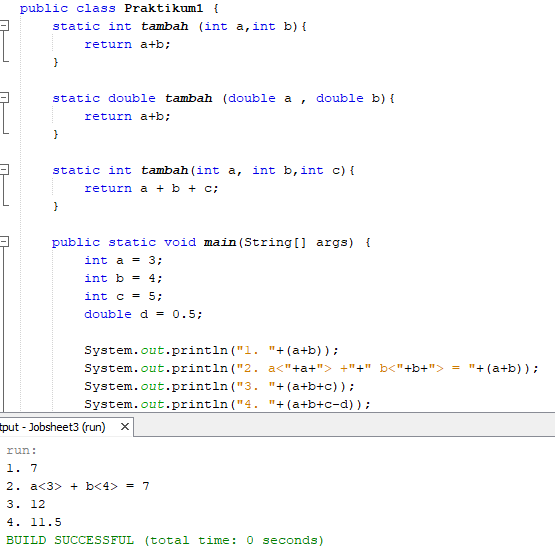 public class Praktikum1 {
static int tambah (int a,int b){
return a+b;
}
static double tambah (double a , double b){
return a+b;
}
static int tambah(int a, int b,int c){
return a + b + c;
}
public static void main(String[] args) {
int a = 3;
int b = 4;
int c = 5;
double d = 0.5;
System.out.println("1. "+(a+b));
System.out.println("2. a<"+a+"> +"+" b<"+b+"> = "+(a+b));
System.out.println("3. "+(a+b+c));
System.out.println("4. "+(a+b+c-d));
tput - Jobsheet3 (run) ×
run:
1. 7
2. a<3> + b<4> = 7
3. 12
4. 11.5
BUILD SUCCESSFUL (total time: 0 seconds)